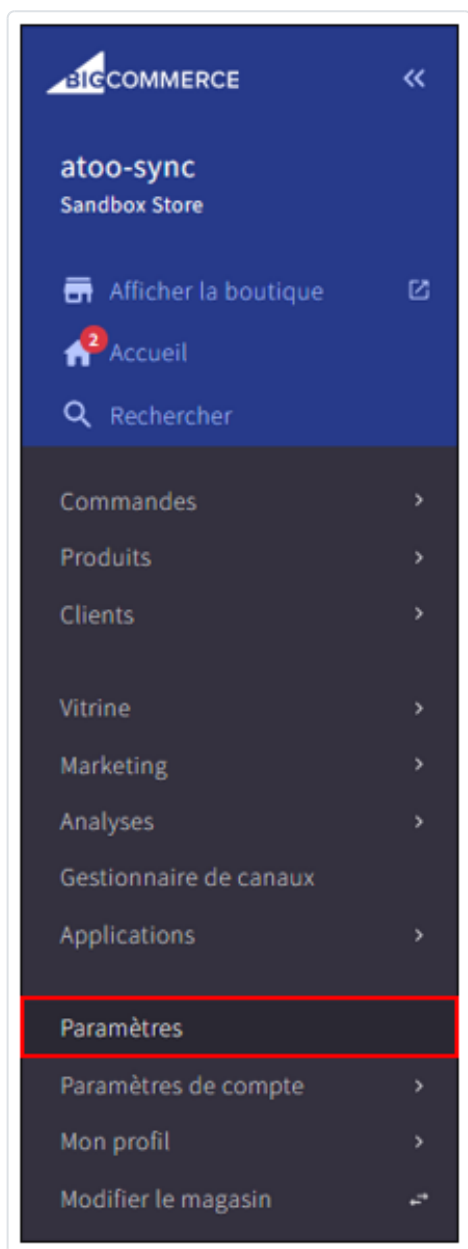 BIGCOMMERCE
atoo-sync
Sandbox Store
Afficher la boutique
2
Accueil
Rechercher
Commandes
Produits
Clients
Vitrine
Marketing
Analyses
Gestionnaire de canaux
Applications
Paramètres
Paramètres de compte
Mon profil
Modifier le magasin